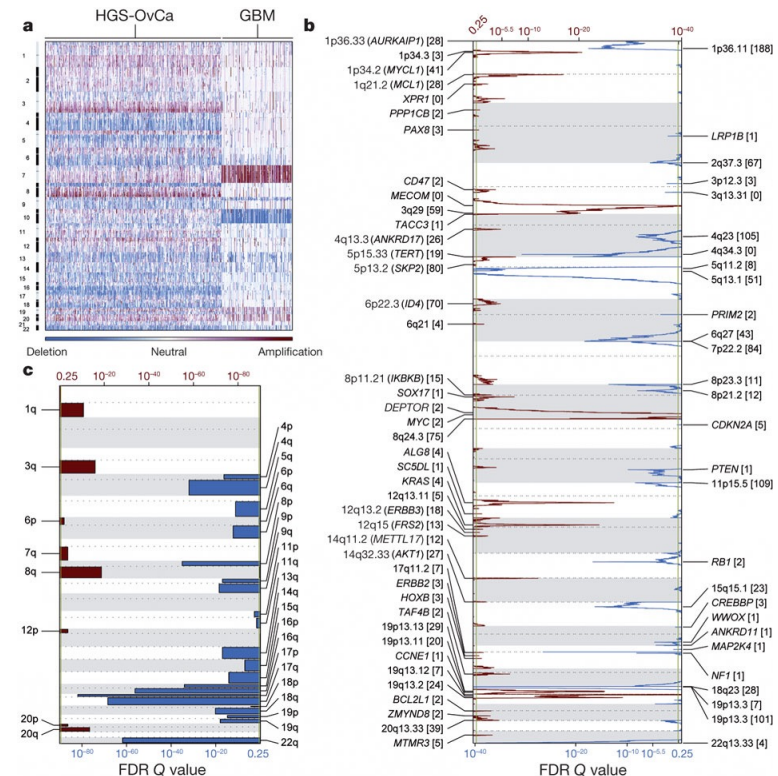 a
HGS-OvCa
GBM
1
2
3
4
5
6
7
8
9
10
11
12
13
14
15
16
17
18
19
20
21
22
Deletion
Neutral
Amplification
b
0.25
10-5.5
10-10
10-20
10-40
1p36.33 (AURKAIP1) [28]
1p34.3 [3]
1p34.2 (MYCL1) [41]
1q21.2 (MCL1) [28]
XPR1 [0]
PPP1CB [2]
PAX8 [3]
CD47 [2]
MECOM [0]
3q29 [59]
TACC3 [1]
4q13.3 (ANKRD17) [26]
5p15.33 (TERT) [19]
5p13.2 (SKP2) [80]
6p22.3 (ID4) [70]
6q21 [4]
8p11.21 (IKBKB) [15]
SOX17 [1]
DEPTOR [2]
MYC [2]
8q24.3 [75]
ALG8 [4]
SC5DL [1]
KRAS [4]
12q13.11 [5]
12q13.2 (ERBB3) [18]
12q15 (FRS2) [13]
14q11.2 (METTL17) [12]
14q32.33 (AKT1) [27]
17q11.2 [7]
ERBB2 [3]
HOXB [3]
TAF4B [2]
19p13.13 [29]
19p13.11 [20]
CCNE1 [1]
19q13.12 [7]
19q13.2 [24]
BCL2L1 [2]
ZMYND8 [2]
20q13.33 [39]
MTMR3 [5]
1p36.11 [188]
LRP1B [1]
2q37.3 [67]
3p12.3 [3]
3q13.31 [0]
4q23 [105]
4q34.3 [0]
5q11.2 [8]
5q13.1 [51]
PRIM2 [2]
6q27 [43]
7p22.2 [84]
8p23.3 [11]
8p21.2 [12]
CDKN2A [5]
PTEN [1]
11p15.5 [109]
RB1 [2]
15q15.1 [23]
CREBBP [3]
WWOX [1]
ANKRD11 [1]
MAP2K4 [1]
NF1 [1]
18q23 [28]
19p13.3 [7]
19p13.3 [101]
22q13.33 [4]
10-40
10-20
10-10
10-5.5
0.25
FDR Q value
c
0.25
10-20
10-40
10-60
10-80
1q
3q
6p
7q
8q
12p
20p
20q
4p
4q
5q
6p
6q
8p
9p
9q
11p
11q
13q
14q
15q
16p
16q
17p
17q
18p
18q
19p
19q
22q
10-80
10-60
10-40
10-20
0.25
FDR Q value